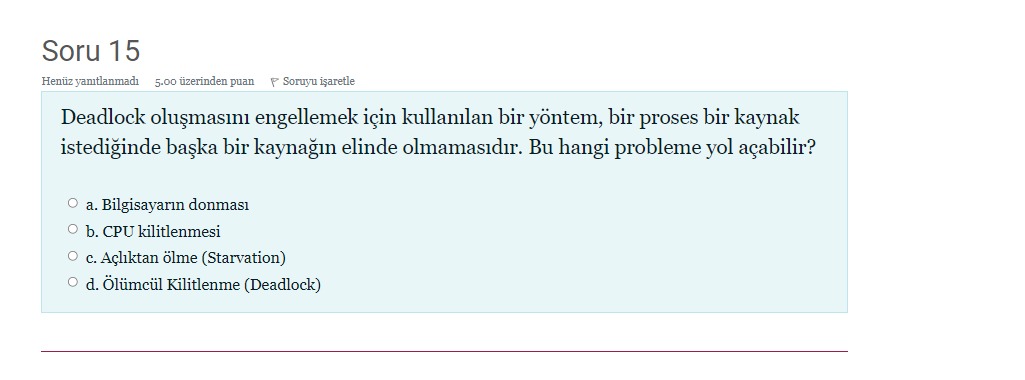 Soru 15
Henüz yanıtlanmadı 5.00 üzerinden puan Soruyu işaretle
Deadlock oluşmasını engellemek için kullanılan bir yöntem, bir proses bir kaynak
istediğinde başka bir kaynağın elinde olmamasıdır. Bu hangi probleme yol açabilir?
a. Bilgisayarın donması
b. CPU kilitlenmesi
c. Açlıktan ölme (Starvation)
d. Ölümcül Kilitlenme (Deadlock)